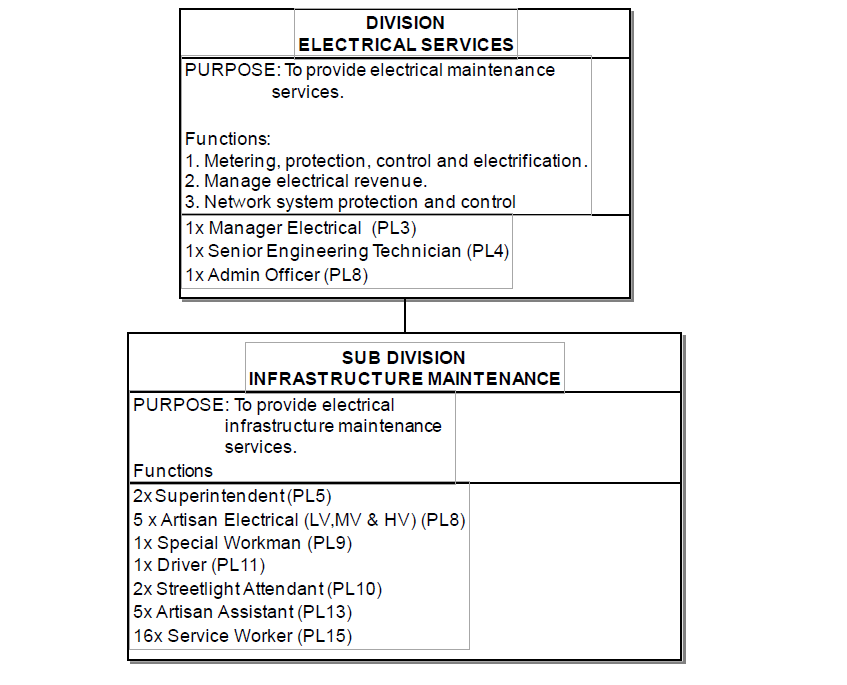 DIVISION
ELECTRICAL SERVICES
PURPOSE: To provide electrical maintenance
services.
Functions:
1. Metering, protection, control and electrification.
2. Manage electrical revenue.
3. Network system protection and control
1x Manager Electrical (PL3)
1x Senior Engineering Technician (PL4)
1x Admin Officer (PL8)
SUB DIVISION
INFRASTRUCTURE MAINTENANCE
PURPOSE: To provide electrical
infrastructure maintenance
services.
Functions
2x Superintendent (PL5)
5 x Artisan Electrical (LV,MV & HV) (PL8)
1x Special Workman (PL9)
1x Driver (PL11)
2x Streetlight Attendant (PL10)
5x Artisan Assistant (PL13)
16x Service Worker (PL15)